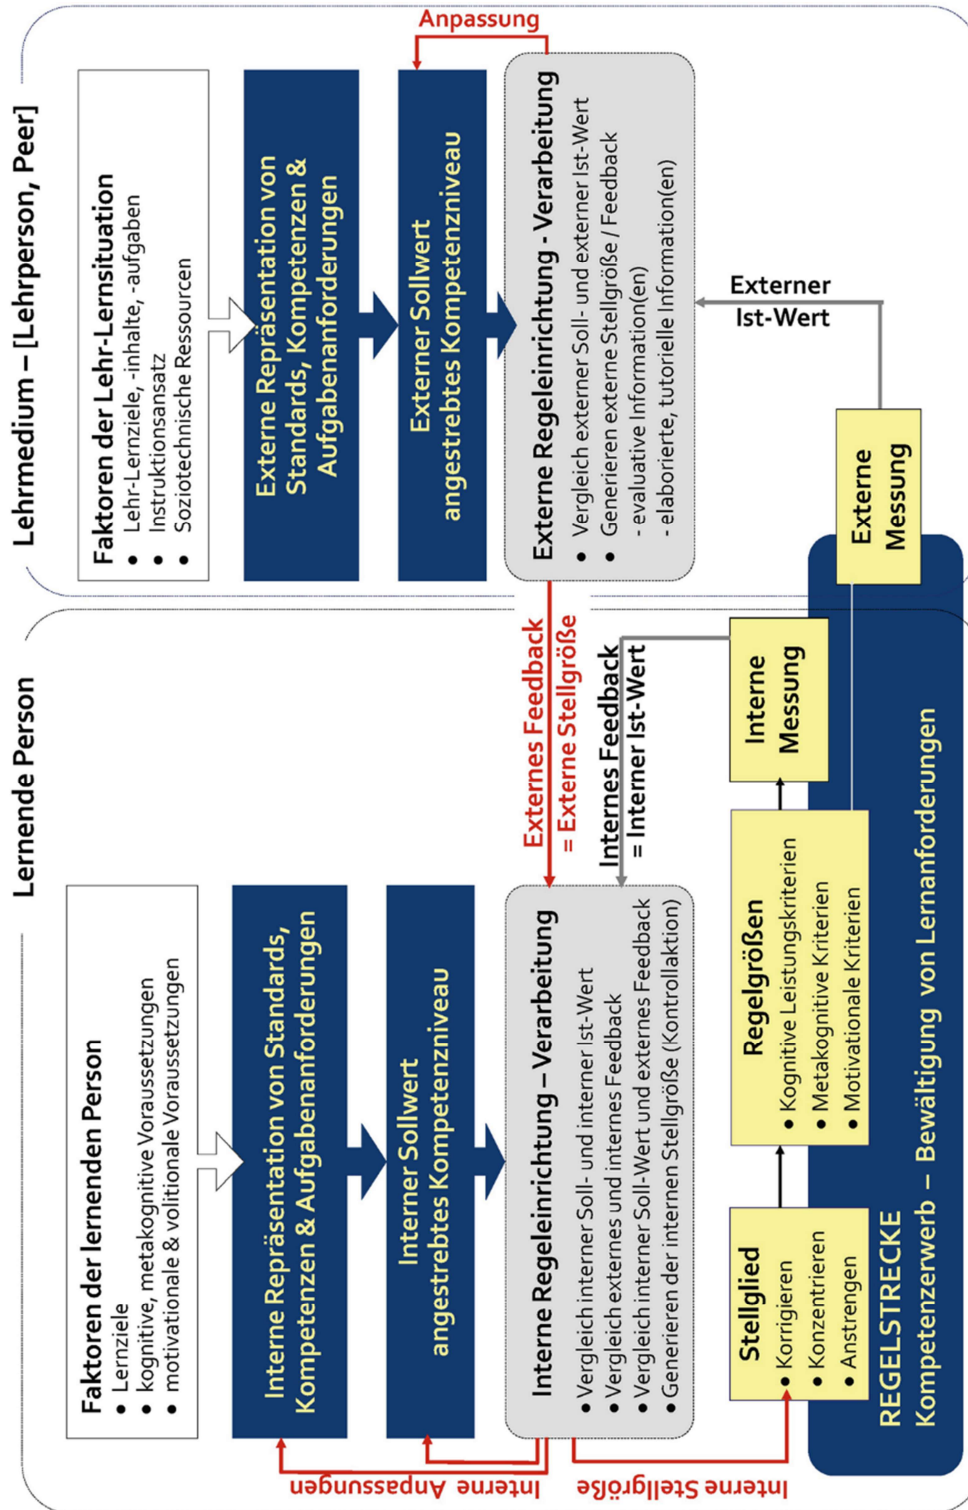 Lernende Person
Faktoren der lernenden Person
• Lernziele
• kognitive, metakognitive Voraussetzungen
• motivationale & volitionale Voraussetzungen
Interne Repräsentation von Standards,
Kompetenzen & Aufgabenanforderungen
Interner Sollwert
angestrebtes Kompetenzniveau
Interne Regeleinrichtung – Verarbeitung
• Vergleich interner Soll- und interner Ist-Wert
• Vergleich externes und internes Feedback
• Vergleich interner Soll-Wert und externes Feedback
• Generieren der internen Stellgröße (Kontrollaktion)
Interne Anpassungen
Interne Stellgröße
Externes Feedback
= Externe Stellgröße
Internes Feedback
= Interner Ist-Wert
Lehrmedium – [Lehrperson, Peer]
Faktoren der Lehr-Lernsituation
• Lehr-Lernziele, -inhalte, -aufgaben
• Instruktionsansatz
• Soziotechnische Ressourcen
Externe Repräsentation von
Standards, Kompetenzen &
Aufgabenanforderungen
Externer Sollwert
angestrebtes Kompetenzniveau
Anpassung
Externe Regeleinrichtung - Verarbeitung
• Vergleich externer Soll- und externer Ist-Wert
• Generieren externe Stellgröße / Feedback
- evaluative Information(en)
- elaborierte, tutorielle Information(en)
Externer
Ist-Wert
Stellglied
• Korrigieren
• Konzentrieren
• Anstrengen
Regelgrößen
• Kognitive Leistungskriterien
• Metakognitive Kriterien
• Motivationale Kriterien
Interne
Messung
Externe
Messung
REGELSTRECKE
Kompetenzerwerb – Bewältigung von Lernanforderungen